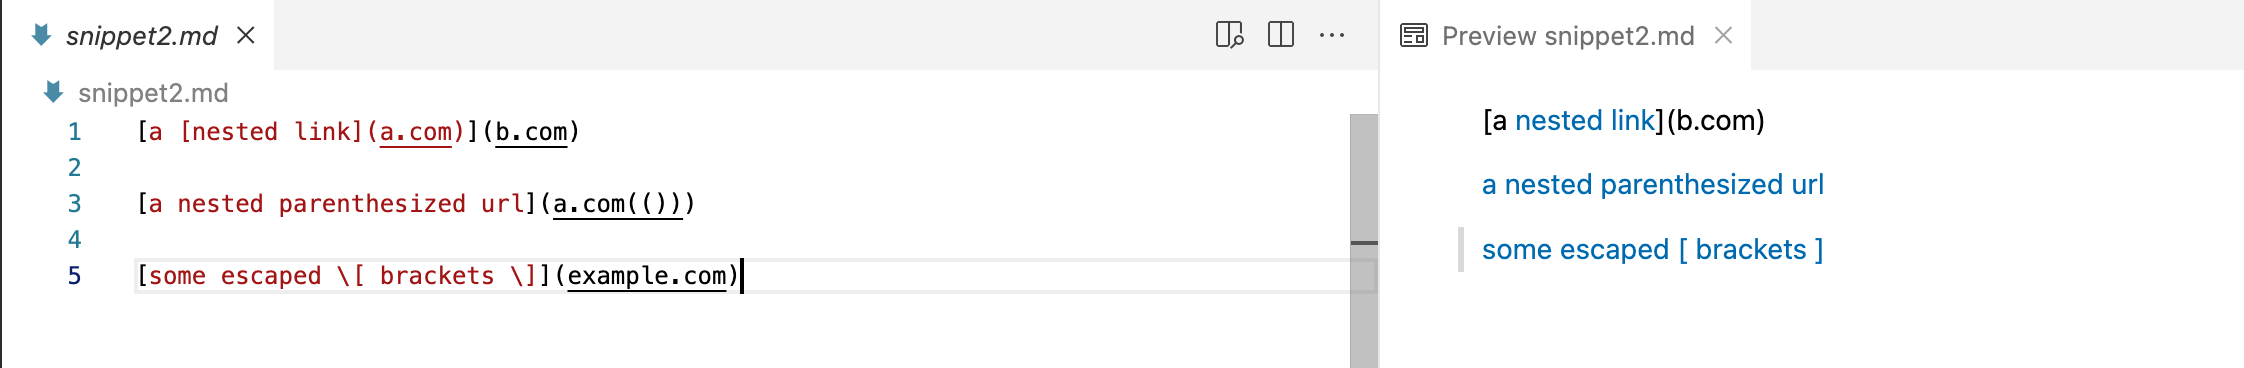 snippet2.md
Preview snippet2.md
snippet2.md
1 [a [nested link](a.com)](b.com)
2
3 [a nested parenthesized url](a.com(()))
4
5 [some escaped \[ brackets \]](example.com)
[a nested link](b.com)
a nested parenthesized url
some escaped [ brackets ]